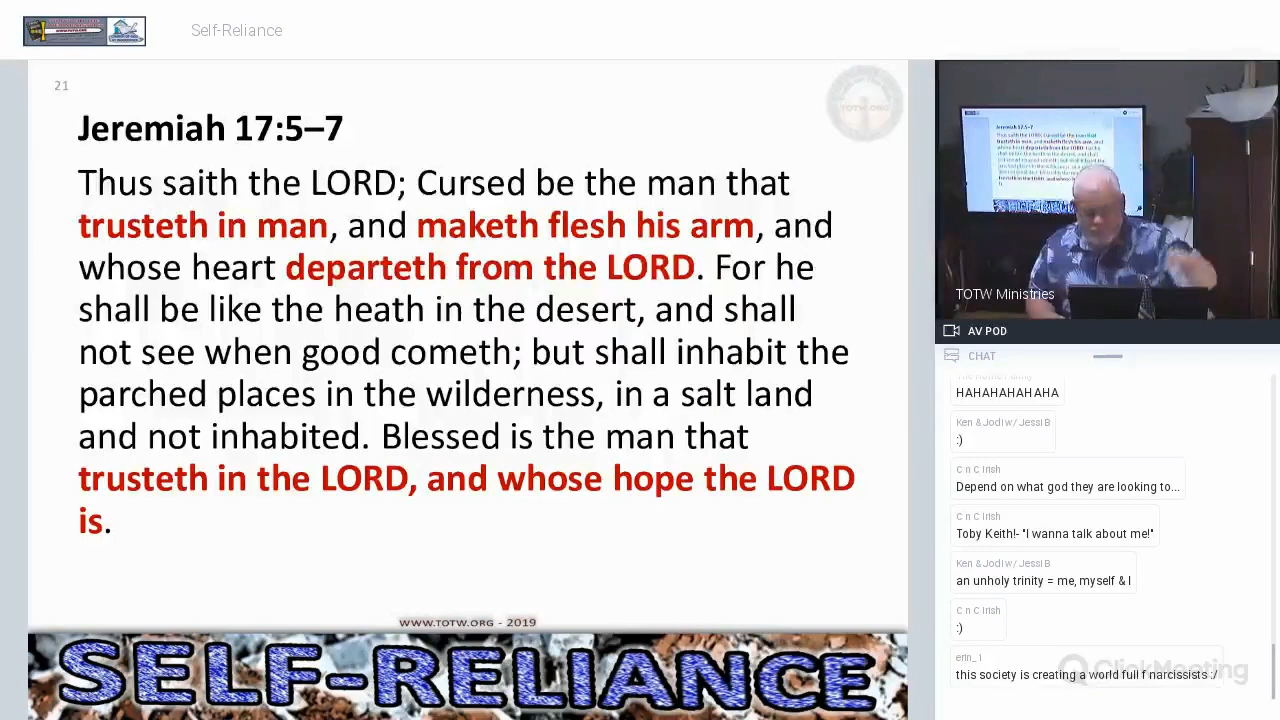 Self-Reliance
21
TOTW.ORG
Jeremiah 17:5–7
Thus saith the LORD; Cursed be the man that
trusteth in man, and maketh flesh his arm, and
whose heart departeth from the LORD. For he
shall be like the heath in the desert, and shall
not see when good cometh; but shall inhabit the
parched places in the wilderness, in a salt land
and not inhabited. Blessed is the man that
trusteth in the LORD, and whose hope the LORD
is.
WWW.TOTW.ORG - 2019
SELF-RELIANCE
Jeremiah 17:5–7
TOTW Ministries
AV POD
CHAT
HAHAHAHAHAHA
Ken & Jodi w/ Jessi B
:)
C n C Irish
Depend on what god they are looking to...
C n C Irish
Toby Keith!- "I wanna talk about me!"
Ken & Jodi w/ Jessi B
an unholy trinity = me, myself & I
C n C Irish
:)
erin_1
this society is creating a world full f narcissists :/
ClickMeeting